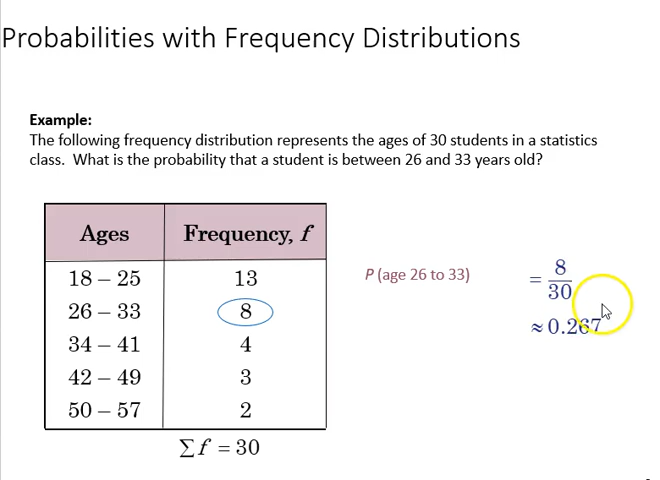 Probabilities with Frequency Distributions
Example:
The following frequency distribution represents the ages of 30 students in a statistics
class. What is the probability that a student is between 26 and 33 years old?
Ages Frequency, f
18 – 25 13
26 – 33 8
34 – 41 4
42 – 49 3
50 – 57 2
∑f = 30
P (age 26 to 33) = 8/30
≈ 0.267